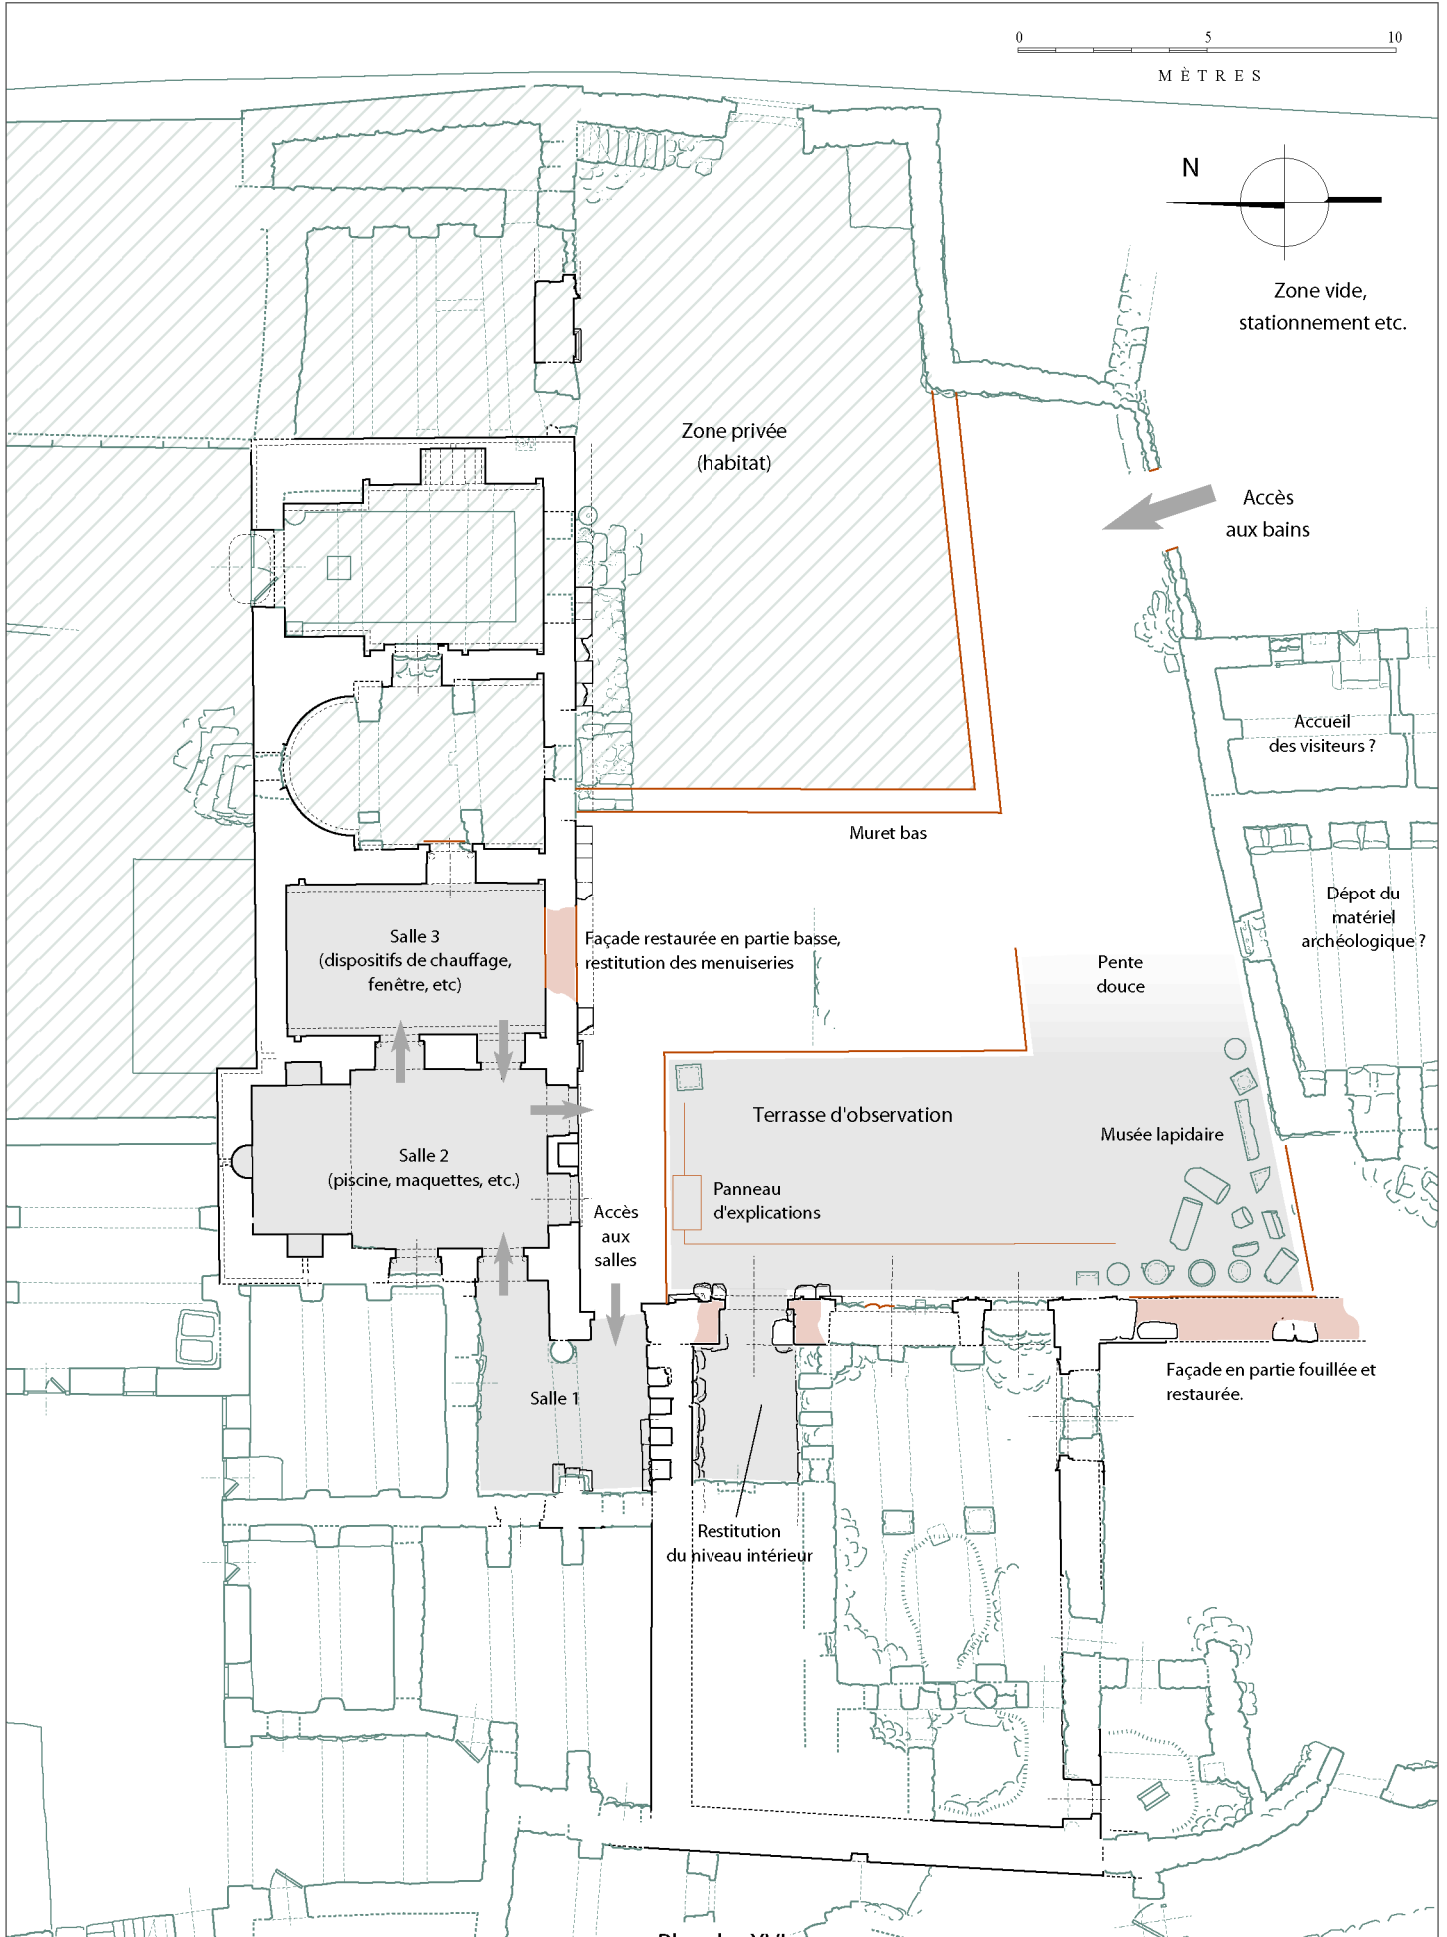 0 5 10
MÈTRES
N
Zone vide,
stationnement etc.
Zone privée
(habitat)
Accès
aux bains
Accueil
des visiteurs ?
Muret bas
Dépot du
matériel
archéologique ?
Salle 3
(dispositifs de chauffage,
fenêtre, etc)
Façade restaurée en partie basse,
restitution des menuiseries
Pente
douce
Terrasse d'observation
Musée lapidaire
Salle 2
(piscine, maquettes, etc.)
Panneau
d'explications
Accès
aux
salles
Façade en partie fouillée et
restaurée.
Salle 1
Restitution
du niveau intérieur